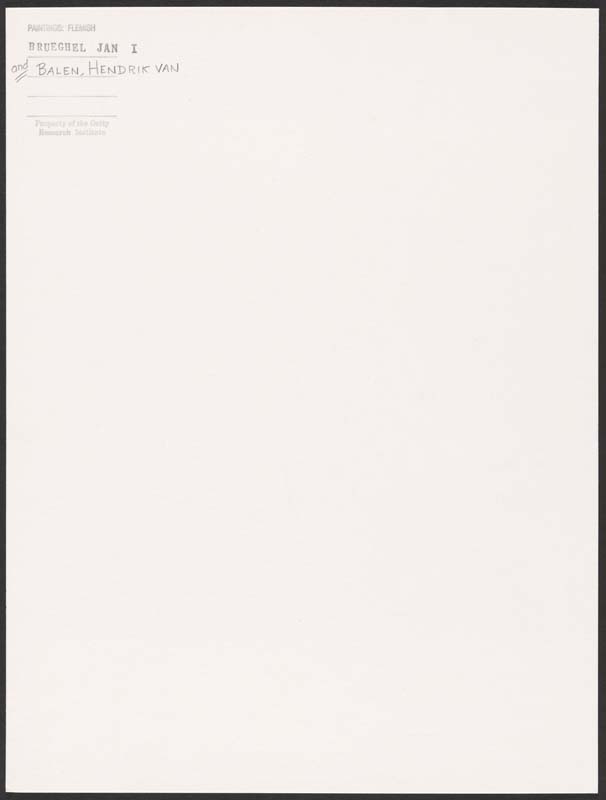 PAINTINGS: FLEMISH
BRUEGHEL JAN I
and BALEN, HENDRIK VAN
Property of the Getty
Research Institute